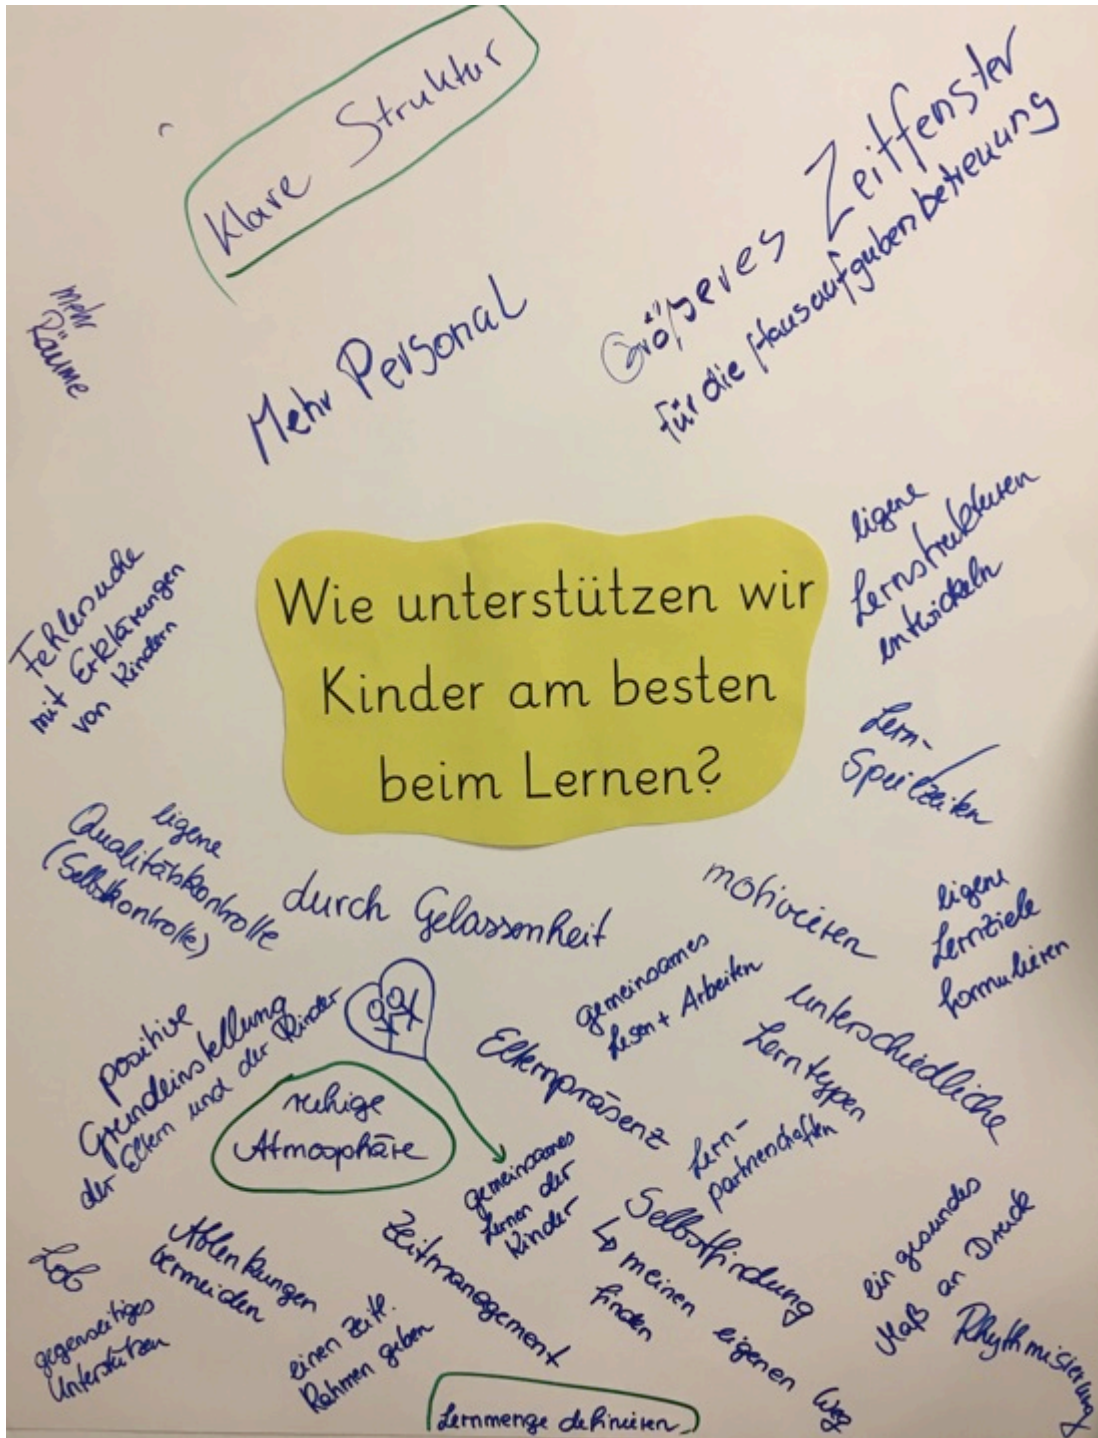 Klare Struktur
Größeres Zeitfenster
für die Hausaufgabenbetreuung
mehr
Räume
Mehr Personal
eigene
Lernstrukturen
entwickeln
Fehlersuche
mit Erklärungen
von Kindern
Wie unterstützen wir
Kinder am besten
beim Lernen?
Lern-
Spielzeiten
eigene
Qualitätskontrolle
(Selbstkontrolle)
durch Gelassenheit
motivieren
eigene
Lernziele
formulieren
gemeinsames
Lesen + Arbeiten
unterschiedliche
Lerntypen
positive
Grundeinstellung
der Eltern und der Kinder
ruhige
Atmosphäre
Elternpräsenz
Lern-
partnerschaften
gemeinsames
Lernen der
Kinder
Selbstfindung
↳ meinen eigenen Weg
finden
ein gesundes
Maß an Druck
Rhythmisierung
Lob
gegenseitiges
Unterstützen
Ablenkungen
vermeiden
Zeitmanagement
einen zeitl.
Rahmen geben
Lernmenge definieren